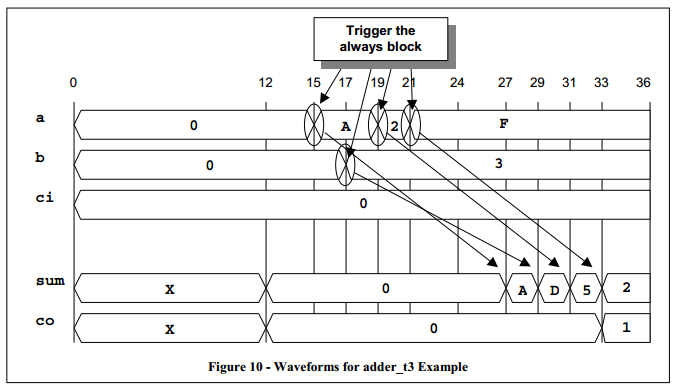 Trigger the
always block
0 12 15 17 19 21 24 27 29 31 33 36
a 0 A 2 F
b 0 3
ci 0
sum X 0 A D 5 2
co X 0 1
Figure 10 - Waveforms for adder_t3 Example